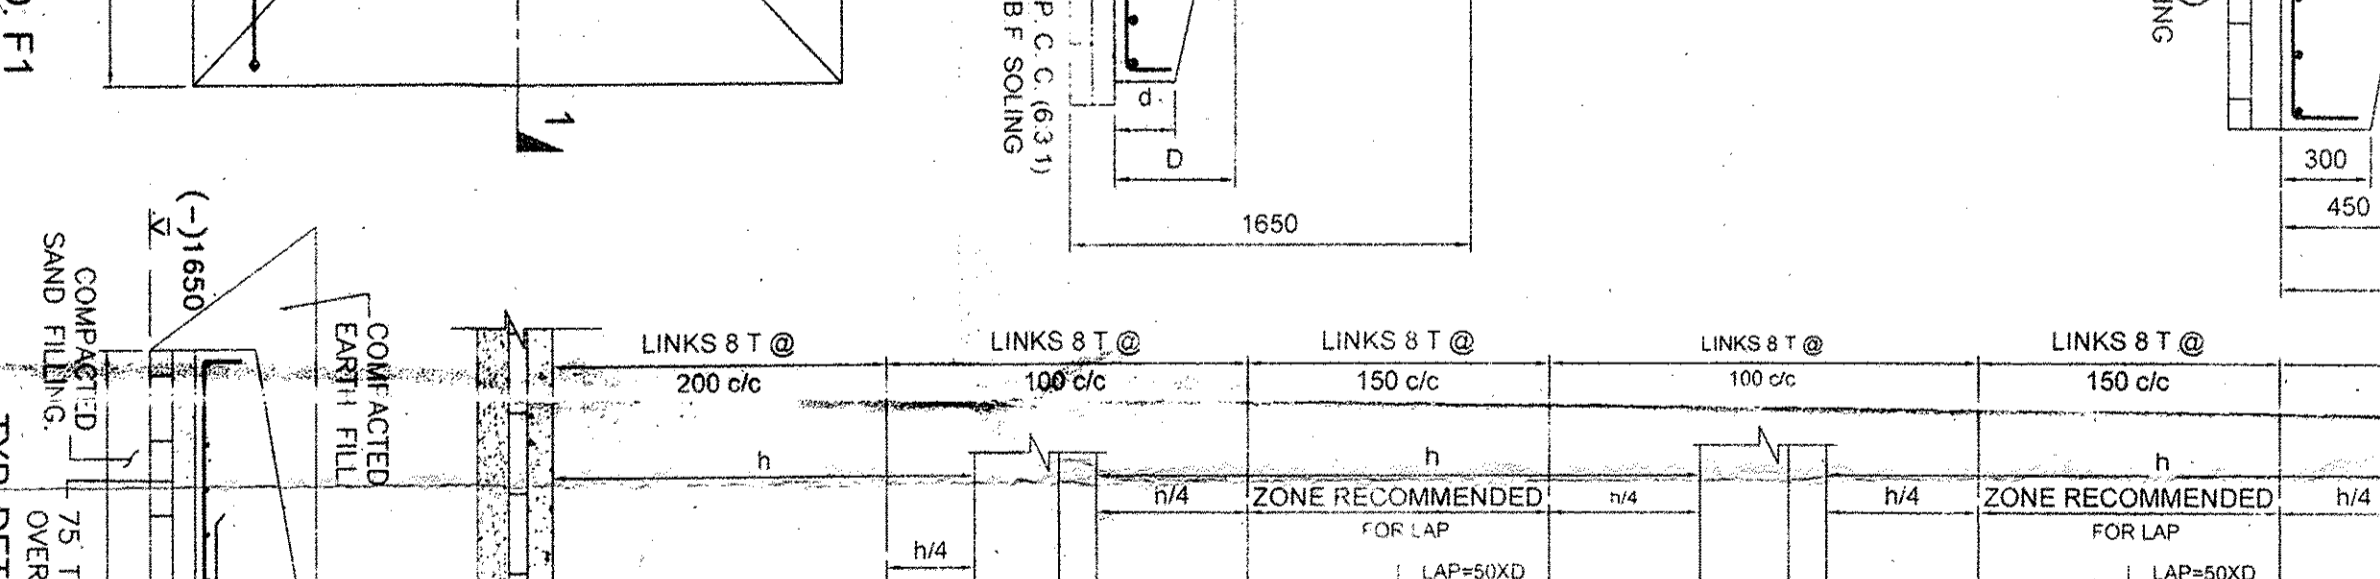 F1
1
P. C. C. (6:3:1)
B F SOLING
d
D
1650
ING
300
450
(-)1650
COMPACTED
SAND FILLING.
COMPACTED
EARTH FILL
75 T
OVER
LINKS 8 T @
200 c/c
LINKS 8 T @
100 c/c
LINKS 8 T @
150 c/c
LINKS 8 T @
100 c/c
LINKS 8 T @
150 c/c
h
h
h
h/4
h/4
ZONE RECOMMENDED
FOR LAP
h/4
h/4
ZONE RECOMMENDED
FOR LAP
h/4
LAP=50XD
LAP=50XD